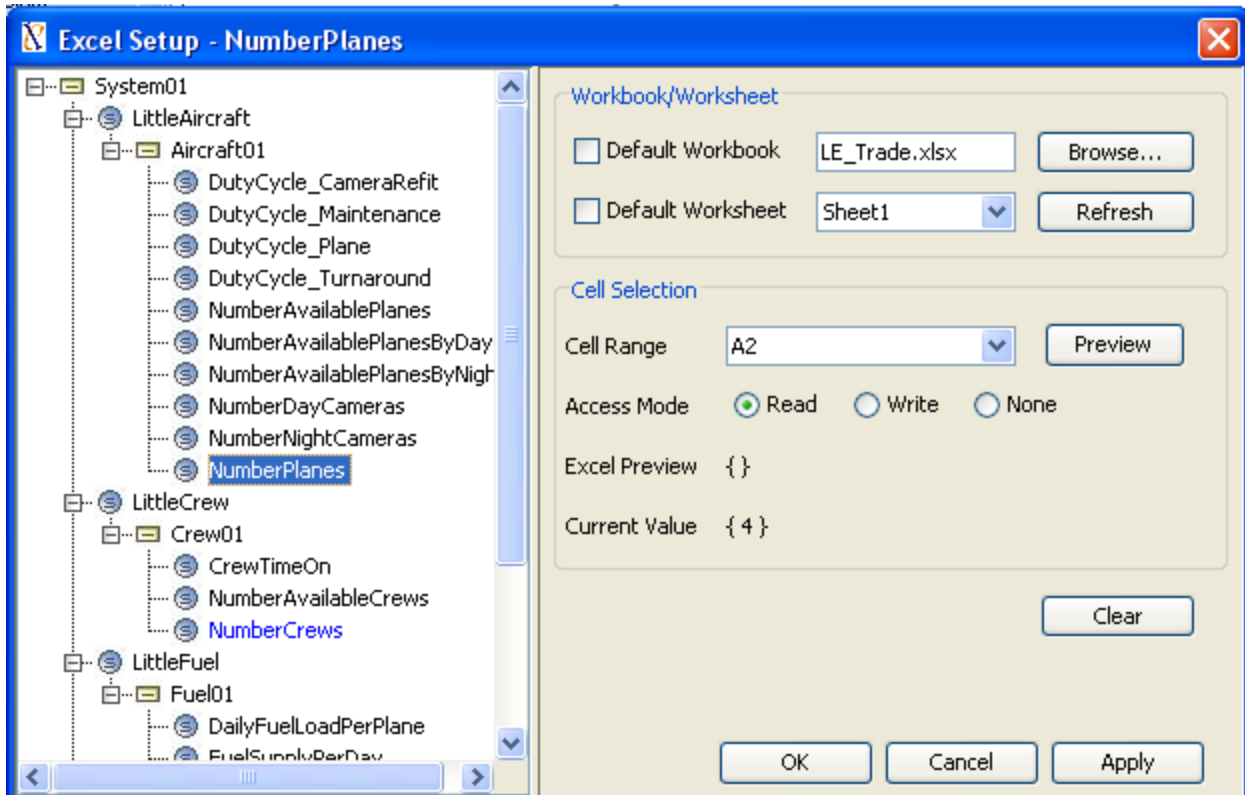 Excel Setup - NumberPlanes
System01
LittleAircraft
Aircraft01
DutyCycle_CameraRefit
DutyCycle_Maintenance
DutyCycle_Plane
DutyCycle_Turnaround
NumberAvailablePlanes
NumberAvailablePlanesByDay
NumberAvailablePlanesByNigh
NumberDayCameras
NumberNightCameras
NumberPlanes
LittleCrew
Crew01
CrewTimeOn
NumberAvailableCrews
NumberCrews
LittleFuel
Fuel01
DailyFuelLoadPerPlane
FuelSupplyPerDay
Workbook/Worksheet
Default Workbook LE_Trade.xlsx Browse...
Default Worksheet Sheet1 Refresh
Cell Selection
Cell Range A2 Preview
Access Mode Read Write None
Excel Preview { }
Current Value { 4 }
Clear
OK Cancel Apply